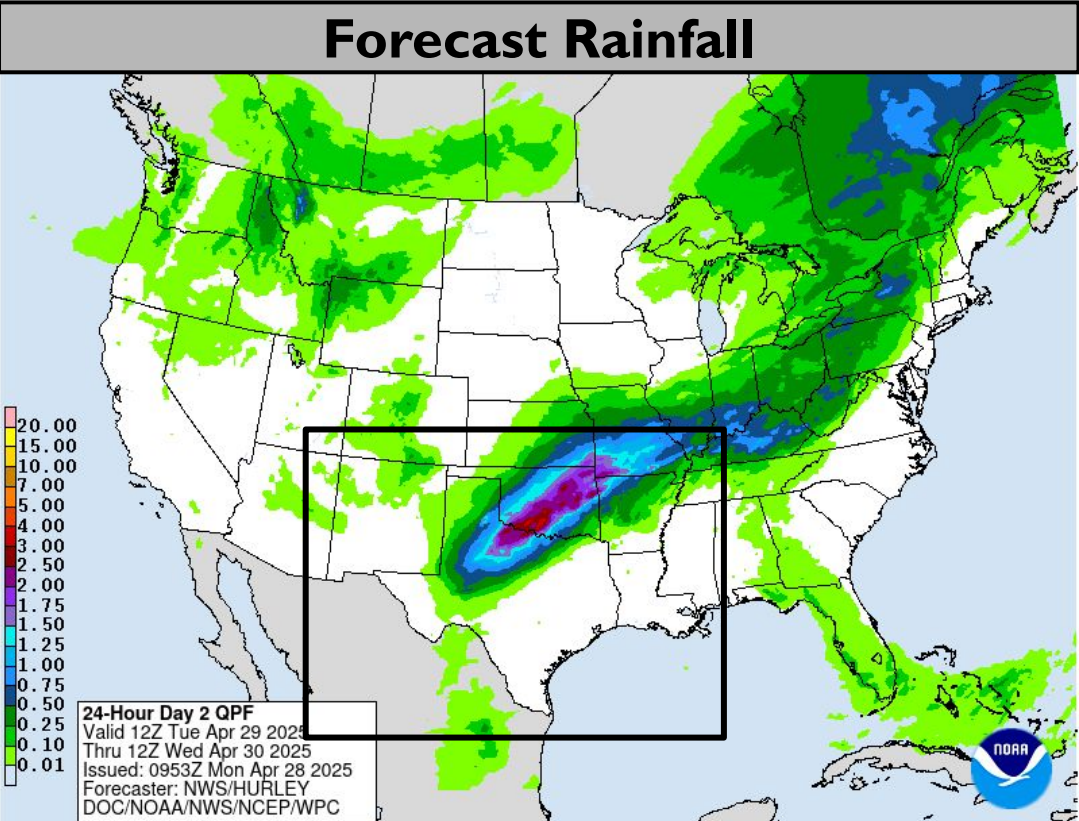 Forecast Rainfall
20.00
15.00
10.00
7.00
5.00
4.00
3.00
2.50
2.00
1.75
1.50
1.25
1.00
0.75
0.50
0.25
0.10
0.01
24-Hour Day 2 QPF
Valid 12Z Tue Apr 29 2025
Thru 12Z Wed Apr 30 2025
Issued: 0953Z Mon Apr 28 2025
Forecaster: NWS/HURLEY
DOC/NOAA/NWS/NCEP/WPC
NOAA